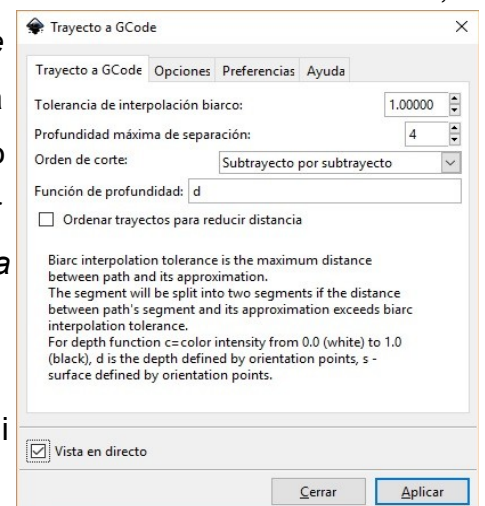 Trayecto a GCode
Trayecto a GCode Opciones Preferencias Ayuda
Tolerancia de interpolación biarco: 1.00000
Profundidad máxima de separación: 4
Orden de corte: Subtrayecto por subtrayecto
Función de profundidad: d
Ordenar trayectos para reducir distancia
Biarc interpolation tolerance is the maximum distance
between path and its approximation.
The segment will be split into two segments if the distance
between path's segment and its approximation exceeds biarc
interpolation tolerance.
For depth function c=color intensity from 0.0 (white) to 1.0
(black), d is the depth defined by orientation points, s -
surface defined by orientation points.
Vista en directo
Cerrar Aplicar